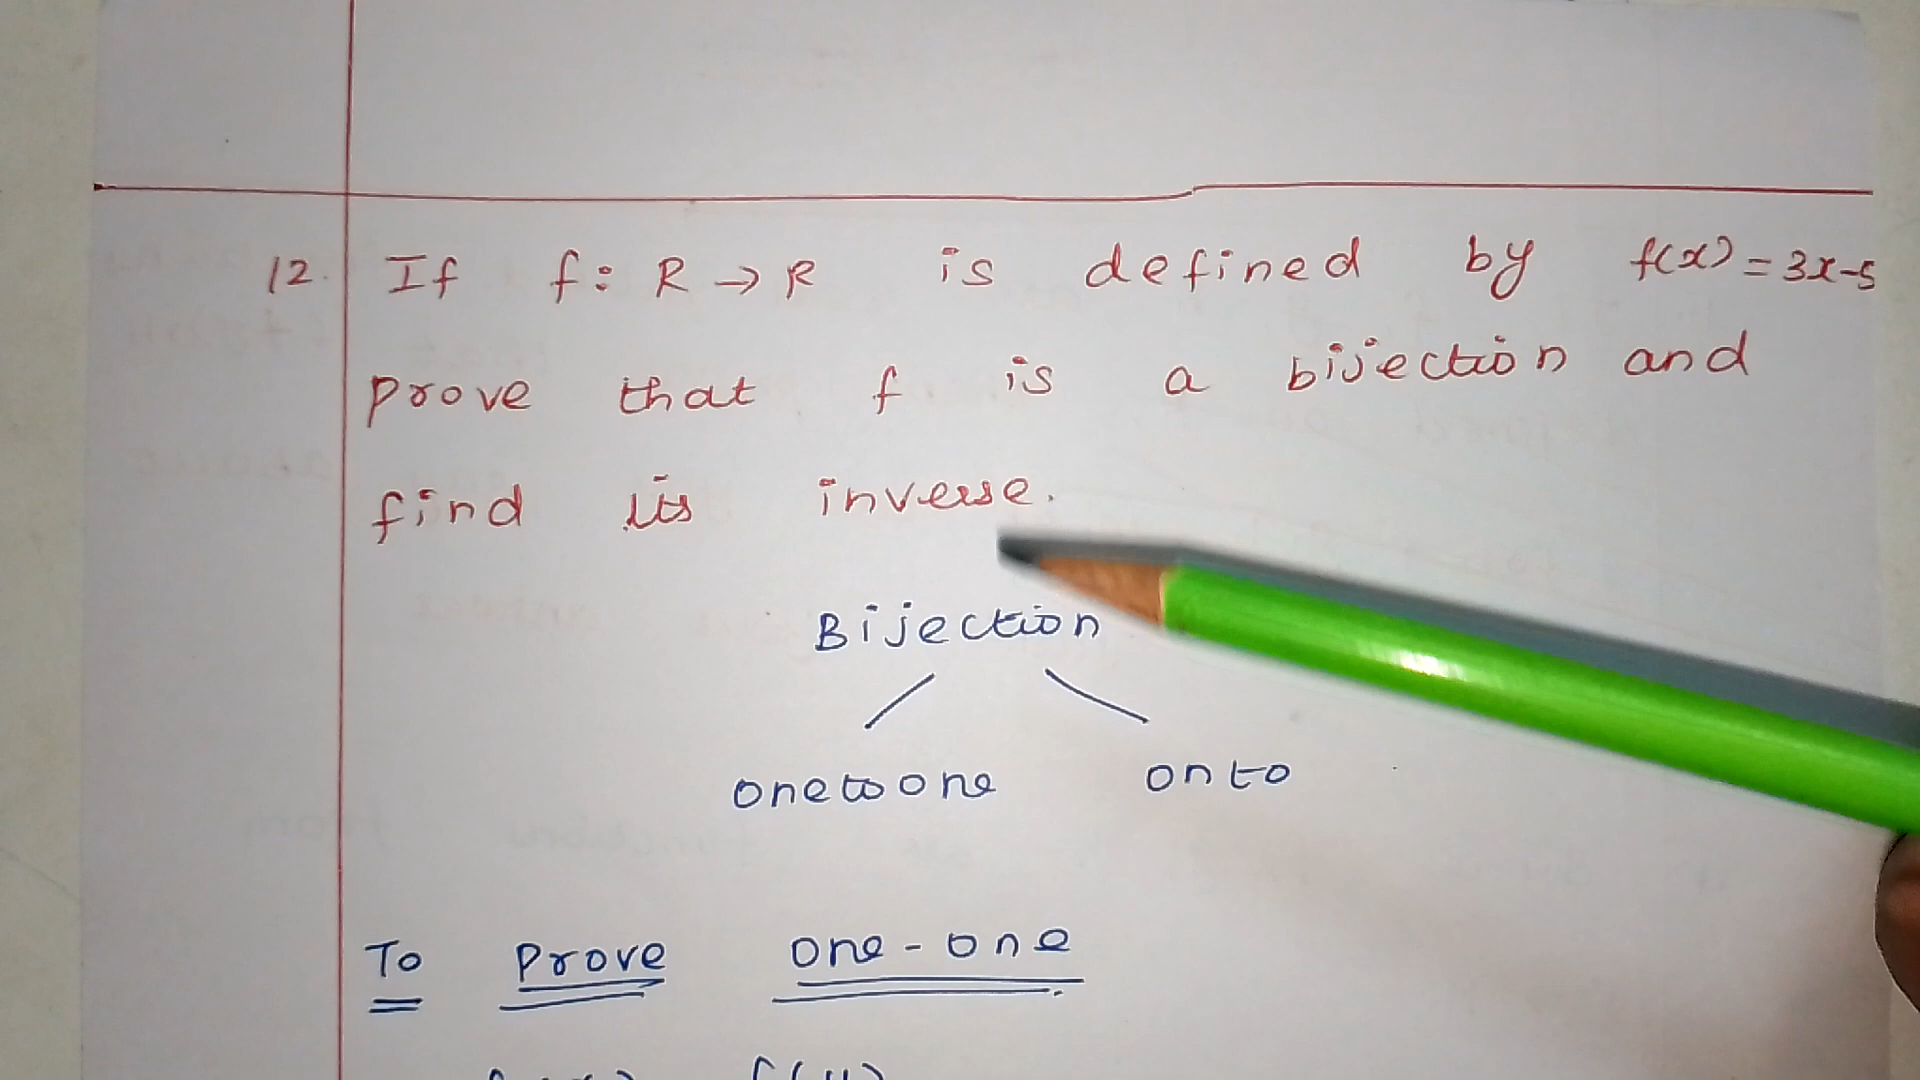 12. If f: R → R is defined by f(x) = 3x-5
prove that f is a bijection and
find its inverse.
Bijection
onetoone onto
To Prove one-one